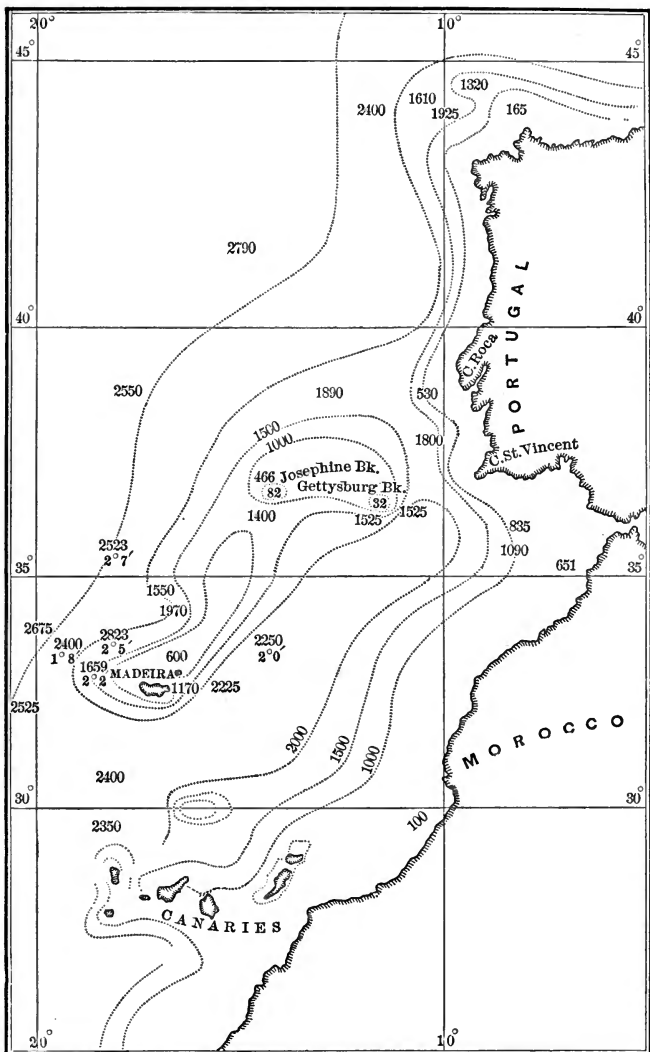 20° 10°
45° 45°
1320
1610
2400 1925 165
2790
40° 40°
PORTUGAL
C. Roca
2550 1890 530
1500
1000 1800
C. St. Vincent
466 Josephine Bk.
82 Gettysburg Bk.
32
1400 1525 1525 835
2523 1090
2° 7′
35° 651 35°
1550
1970
2675 2823 2250
2400 2° 5′ 600 2° 0′
1° 8
1659
2° 2 MADEIRA
1170 2225
2525
MOROCCO
2000
1500
1000
2400
30° 30°
100
2350
CANARIES
20° 10°